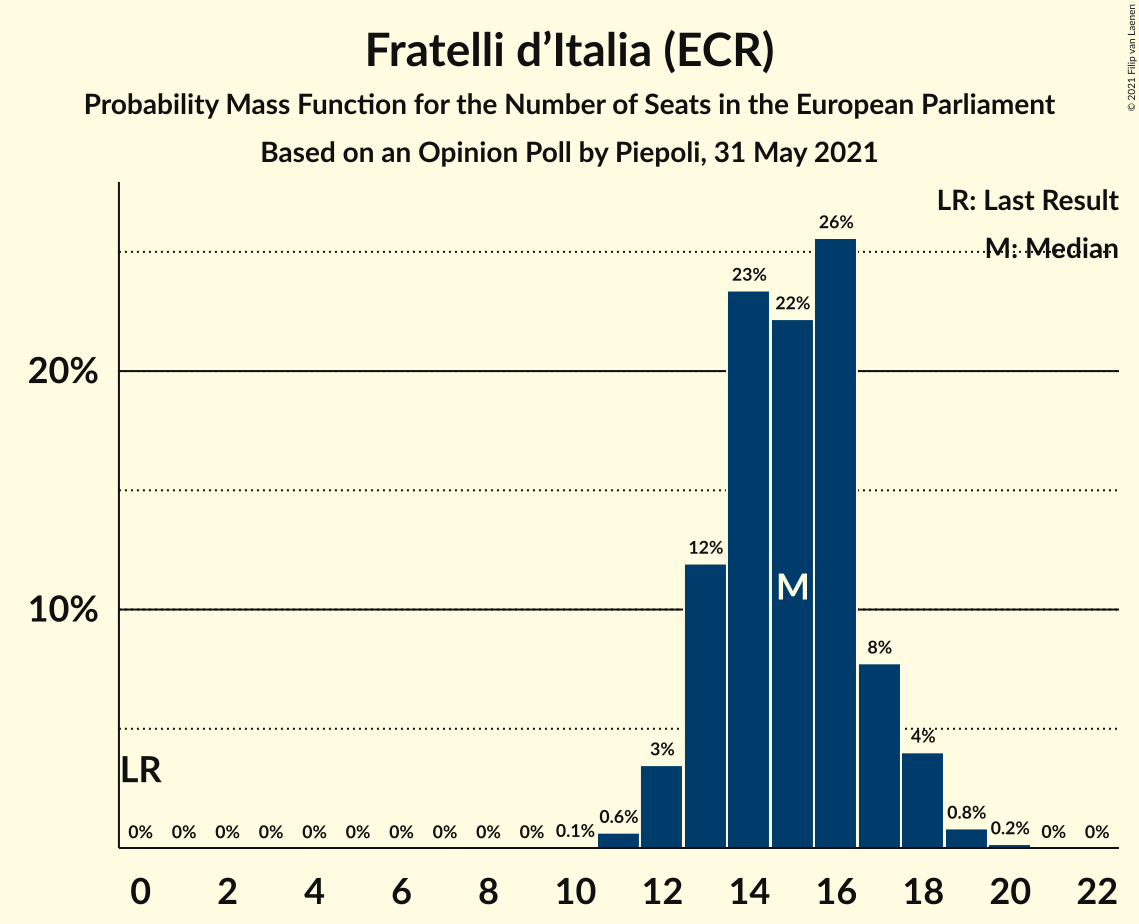 Fratelli d’Italia (ECR)
Probability Mass Function for the Number of Seats in the European Parliament
Based on an Opinion Poll by Piepoli, 31 May 2021
© 2021 Filip van Laenen
LR: Last Result
M: Median
20%
10%
LR
0% 0% 0% 0% 0% 0% 0% 0% 0% 0% 0.1% 0.6% 3% 12% 23% 22% 26% 8% 4% 0.8% 0.2% 0% 0%
M
0 2 4 6 8 10 12 14 16 18 20 22